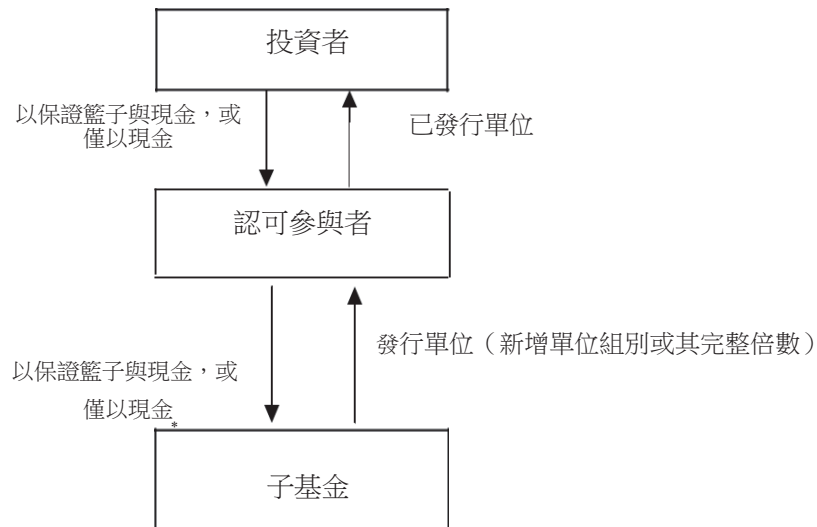 投資者
以保證籃子與現金，或
僅以現金
已發行單位
認可參與者
發行單位（新增單位組別或其完整倍數）
以保證籃子與現金，或
僅以現金*
子基金